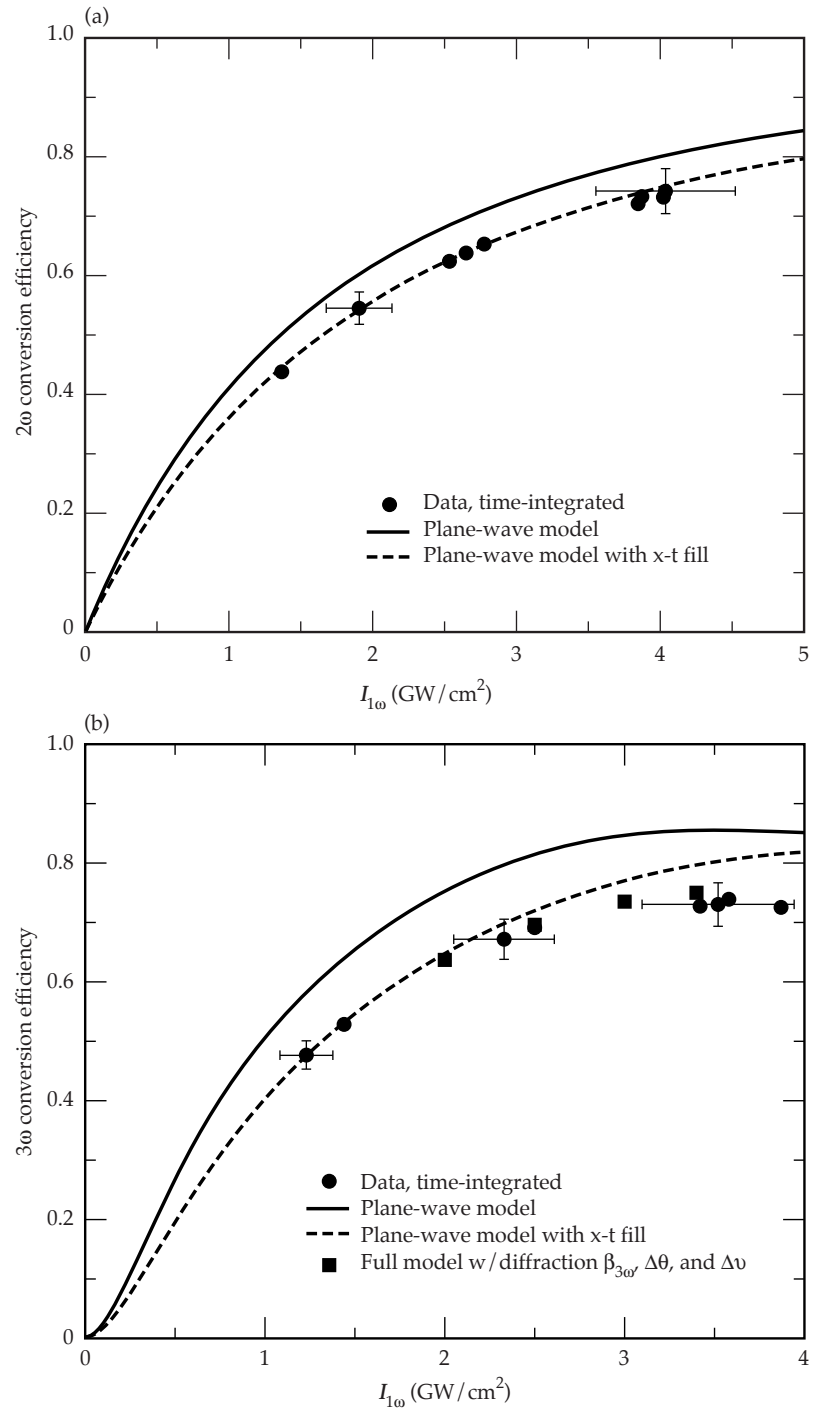 (a)
1.0
0.8
0.6
0.4
0.2
0
2ω conversion efficiency
Data, time-integrated
Plane-wave model
Plane-wave model with x-t fill
0 1 2 3 4 5
I1ω (GW/cm²)
(b)
1.0
0.8
0.6
0.4
0.2
0
3ω conversion efficiency
Data, time-integrated
Plane-wave model
Plane-wave model with x-t fill
Full model w/diffraction β3ω, Δθ, and Δυ
0 1 2 3 4
I1ω (GW/cm²)